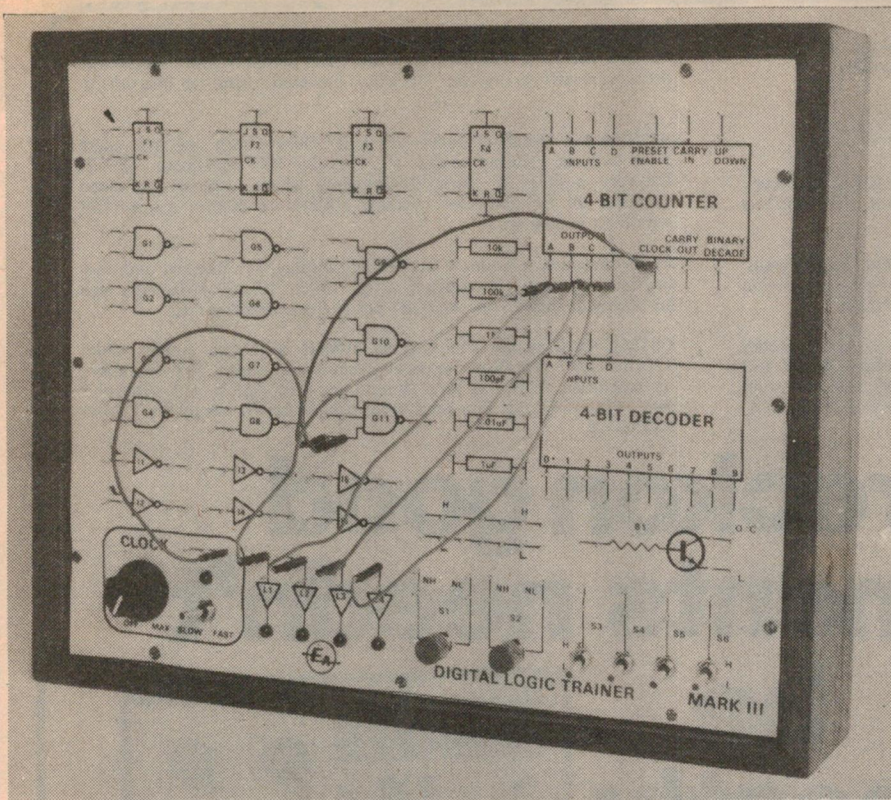 J S Q
F1
CK
K R Q̅
J S Q
F2
CK
K R Q̅
J S Q
F3
CK
K R Q̅
J S Q
F4
CK
K R Q̅
A B C D PRESET ENABLE CARRY IN UP DOWN
INPUTS
4-BIT COUNTER
OUTPUTS
A B C
CLOCK CARRY OUT BINARY DECADE
G1
G5
G9
G2
G6
G10
G7
G4
G8
G11
10k
100k
100pF
.01uF
1uF
I1
I3
I5
I2
I4
A C D
INPUTS
4-BIT DECODER
OUTPUTS
0 1 2 3 4 5 6 7 8 9
H H
L L
R1
O C
L
CLOCK
OFF MAX SLOW FAST
L1
L2
L3
EA
NH NL
S1
NH NL
S2
S3
S4
S5
S6
H
L
H
L
DIGITAL LOGIC TRAINER
MARK III